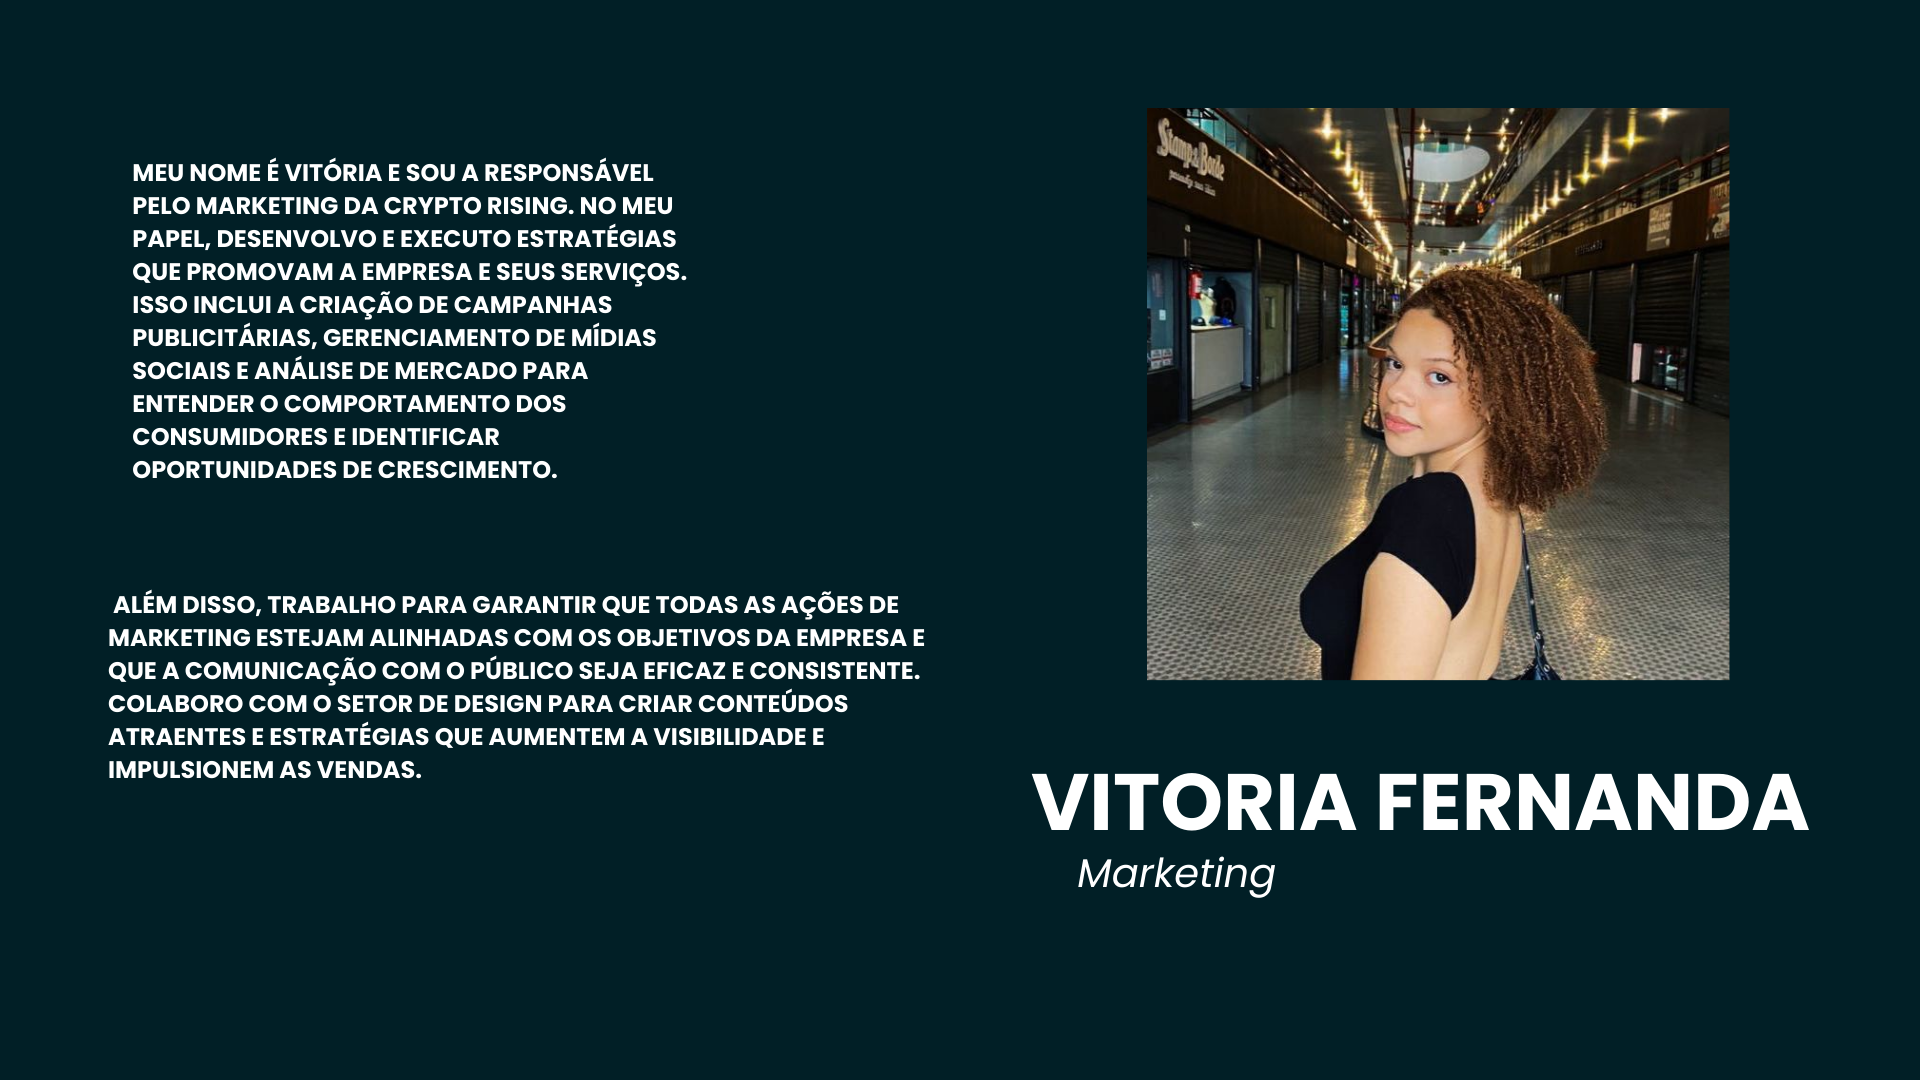 MEU NOME É VITÓRIA E SOU A RESPONSÁVEL
PELO MARKETING DA CRYPTO RISING. NO MEU
PAPEL, DESENVOLVO E EXECUTO ESTRATÉGIAS
QUE PROMOVAM A EMPRESA E SEUS SERVIÇOS.
ISSO INCLUI A CRIAÇÃO DE CAMPANHAS
PUBLICITÁRIAS, GERENCIAMENTO DE MÍDIAS
SOCIAIS E ANÁLISE DE MERCADO PARA
ENTENDER O COMPORTAMENTO DOS
CONSUMIDORES E IDENTIFICAR
OPORTUNIDADES DE CRESCIMENTO.
ALÉM DISSO, TRABALHO PARA GARANTIR QUE TODAS AS AÇÕES DE
MARKETING ESTEJAM ALINHADAS COM OS OBJETIVOS DA EMPRESA E
QUE A COMUNICAÇÃO COM O PÚBLICO SEJA EFICAZ E CONSISTENTE.
COLABORO COM O SETOR DE DESIGN PARA CRIAR CONTEÚDOS
ATRAENTES E ESTRATÉGIAS QUE AUMENTEM A VISIBILIDADE E
IMPULSIONEM AS VENDAS.
VITORIA FERNANDA
Marketing